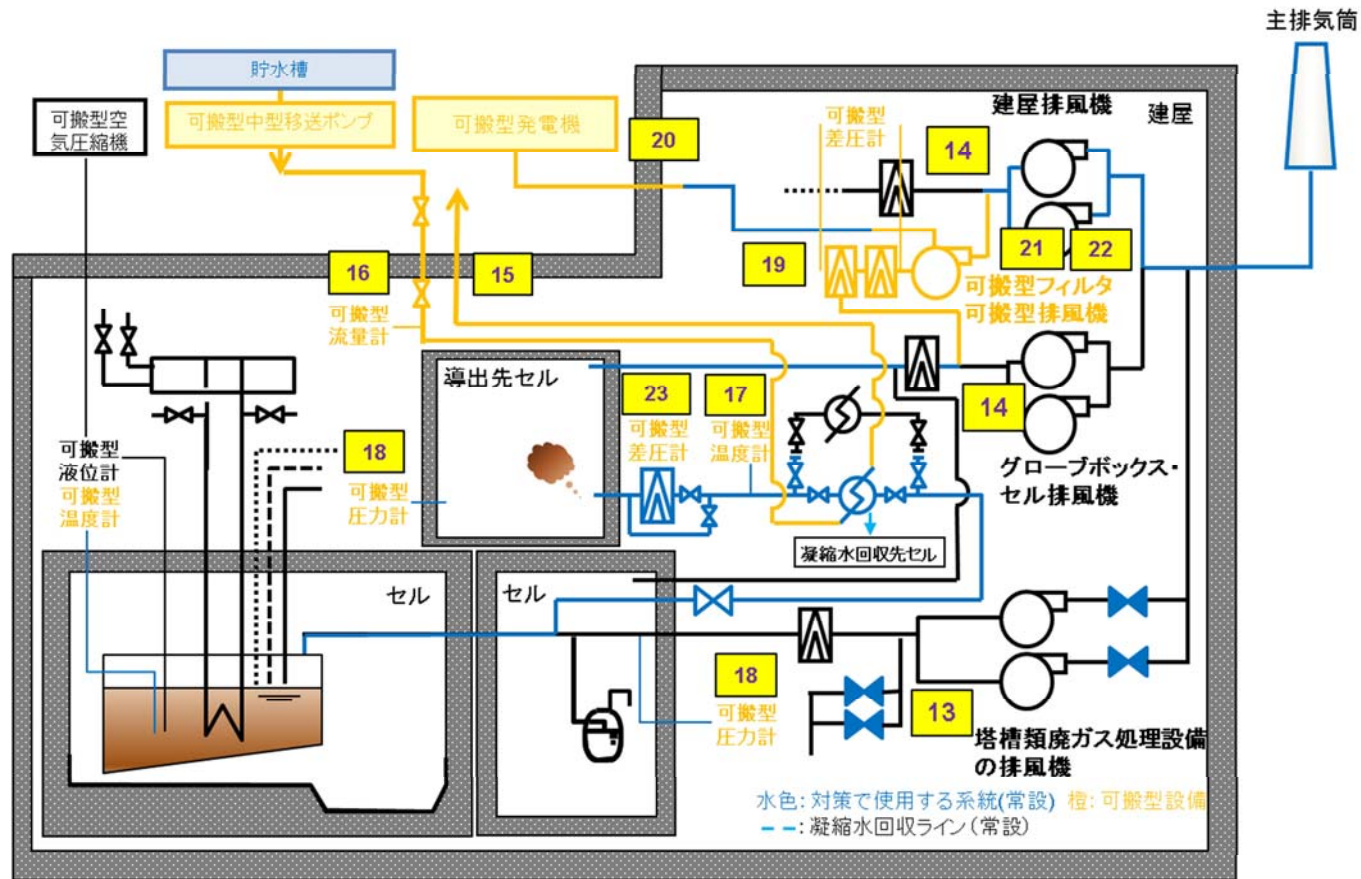 主排気筒
貯水槽
可搬型空
気圧縮機
可搬型中型移送ポンプ
可搬型発電機
20
可搬型
差圧計
14
建屋排風機
建屋
21
22
19
可搬型フィルタ
可搬型排風機
16
15
可搬型
流量計
導出先セル
23
可搬型
差圧計
17
可搬型
温度計
14
グローブボックス・
セル排風機
可搬型
液位計
可搬型
温度計
18
可搬型
圧力計
凝縮水回収先セル
セル
セル
18
可搬型
圧力計
13
塔槽類廃ガス処理設備
の排風機
水色：対策で使用する系統(常設) 橙：可搬型設備
－－：凝縮水回収ライン（常設）